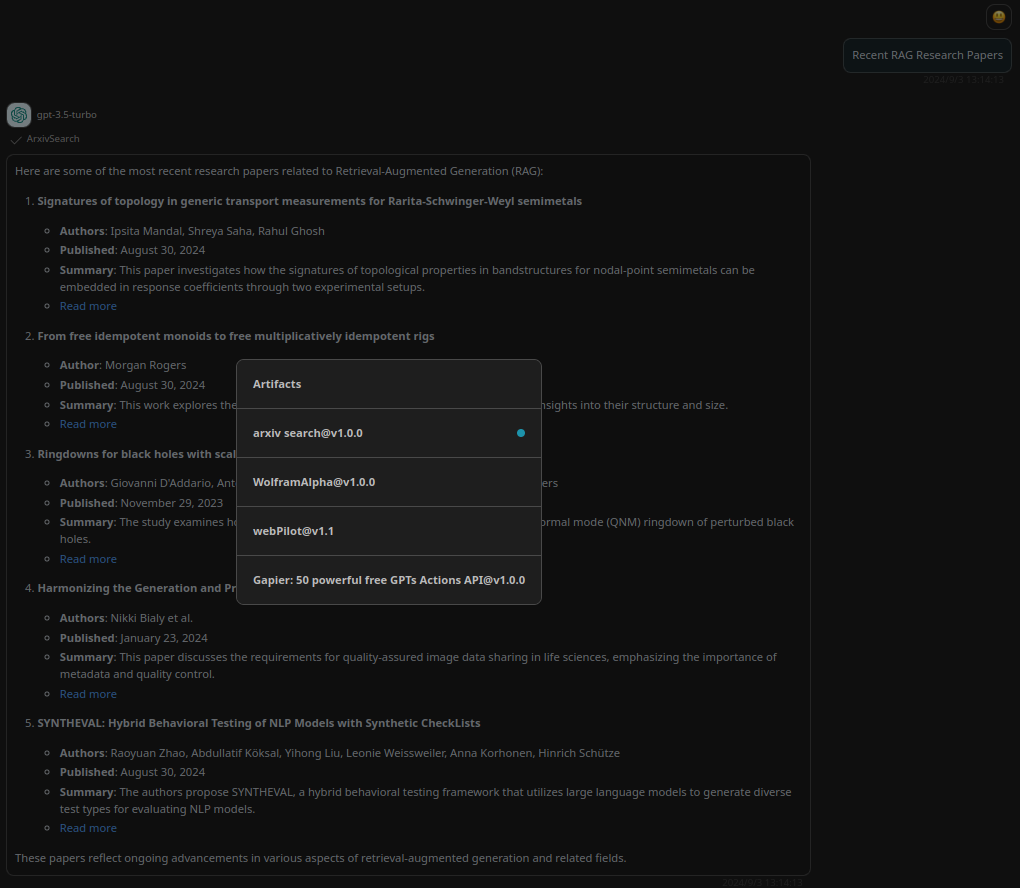 Recent RAG Research Papers
2024/9/3 13:14:13
gpt-3.5-turbo
ArxivSearch
Here are some of the most recent research papers related to Retrieval-Augmented Generation (RAG):
1. Signatures of topology in generic transport measurements for Rarita-Schwinger-Weyl semimetals
Authors: Ipsita Mandal, Shreya Saha, Rahul Ghosh
Published: August 30, 2024
Summary: This paper investigates how the signatures of topological properties in bandstructures for nodal-point semimetals can be
embedded in response coefficients through two experimental setups.
Read more
2. From free idempotent monoids to free multiplicatively idempotent rigs
Author: Morgan Rogers
Published: August 30, 2024
Summary: This work explores the
nsights into their structure and size.
Read more
3. Ringdowns for black holes with scal
Authors: Giovanni D'Addario, Ant
ers
Published: November 29, 2023
Summary: The study examines ho
ormal mode (QNM) ringdown of perturbed black
holes.
Read more
4. Harmonizing the Generation and Pr
Authors: Nikki Bialy et al.
Published: January 23, 2024
Summary: This paper discusses the requirements for quality-assured image data sharing in life sciences, emphasizing the importance of
metadata and quality control.
Read more
5. SYNTHEVAL: Hybrid Behavioral Testing of NLP Models with Synthetic CheckLists
Authors: Raoyuan Zhao, Abdullatif Köksal, Yihong Liu, Leonie Weissweiler, Anna Korhonen, Hinrich Schütze
Published: August 30, 2024
Summary: The authors propose SYNTHEVAL, a hybrid behavioral testing framework that utilizes large language models to generate diverse
test types for evaluating NLP models.
Read more
These papers reflect ongoing advancements in various aspects of retrieval-augmented generation and related fields.
2024/9/3 13:14:13
Artifacts
arxiv search@v1.0.0
WolframAlpha@v1.0.0
webPilot@v1.1
Gapier: 50 powerful free GPTs Actions API@v1.0.0